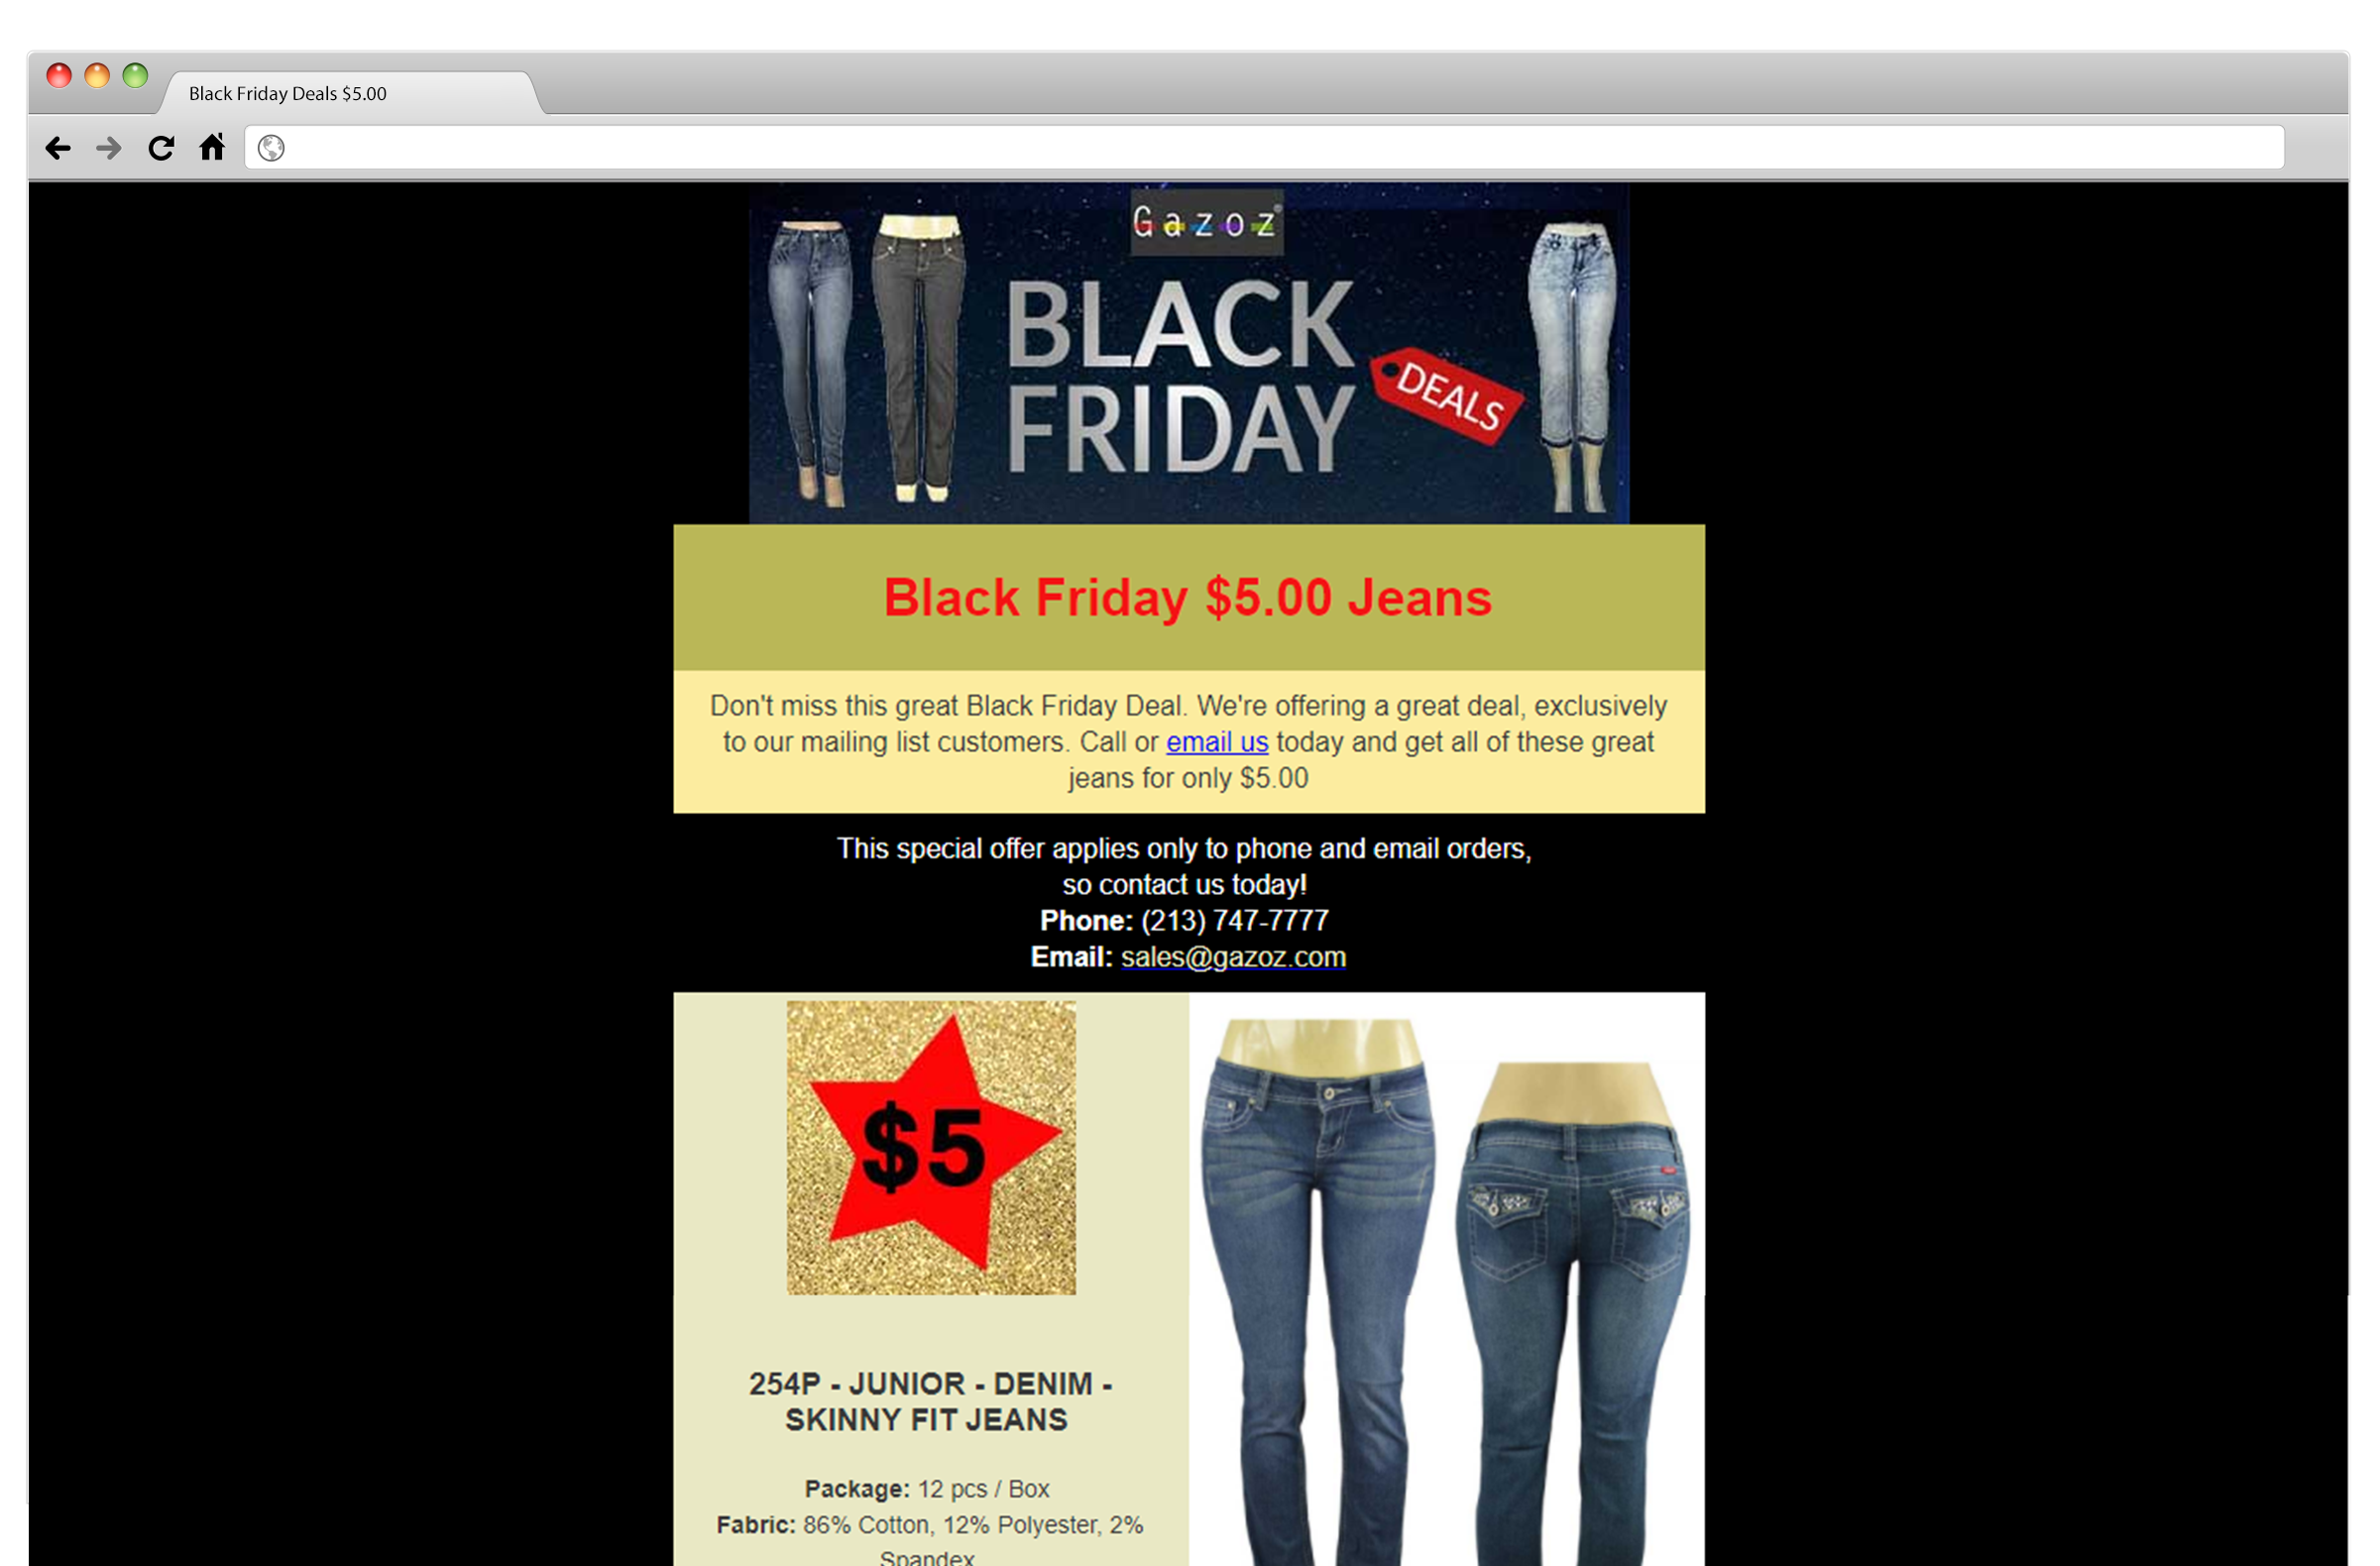 Black Friday Deals $5.00
Gazoz®
BLACK
FRIDAY
DEALS
Black Friday $5.00 Jeans
Don't miss this great Black Friday Deal. We're offering a great deal, exclusively
to our mailing list customers. Call or email us today and get all of these great
jeans for only $5.00
This special offer applies only to phone and email orders,
so contact us today!
Phone: (213) 747-7777
Email: sales@gazoz.com
$5
254P - JUNIOR - DENIM -
SKINNY FIT JEANS
Package: 12 pcs / Box
Fabric: 86% Cotton, 12% Polyester, 2%
Spandex